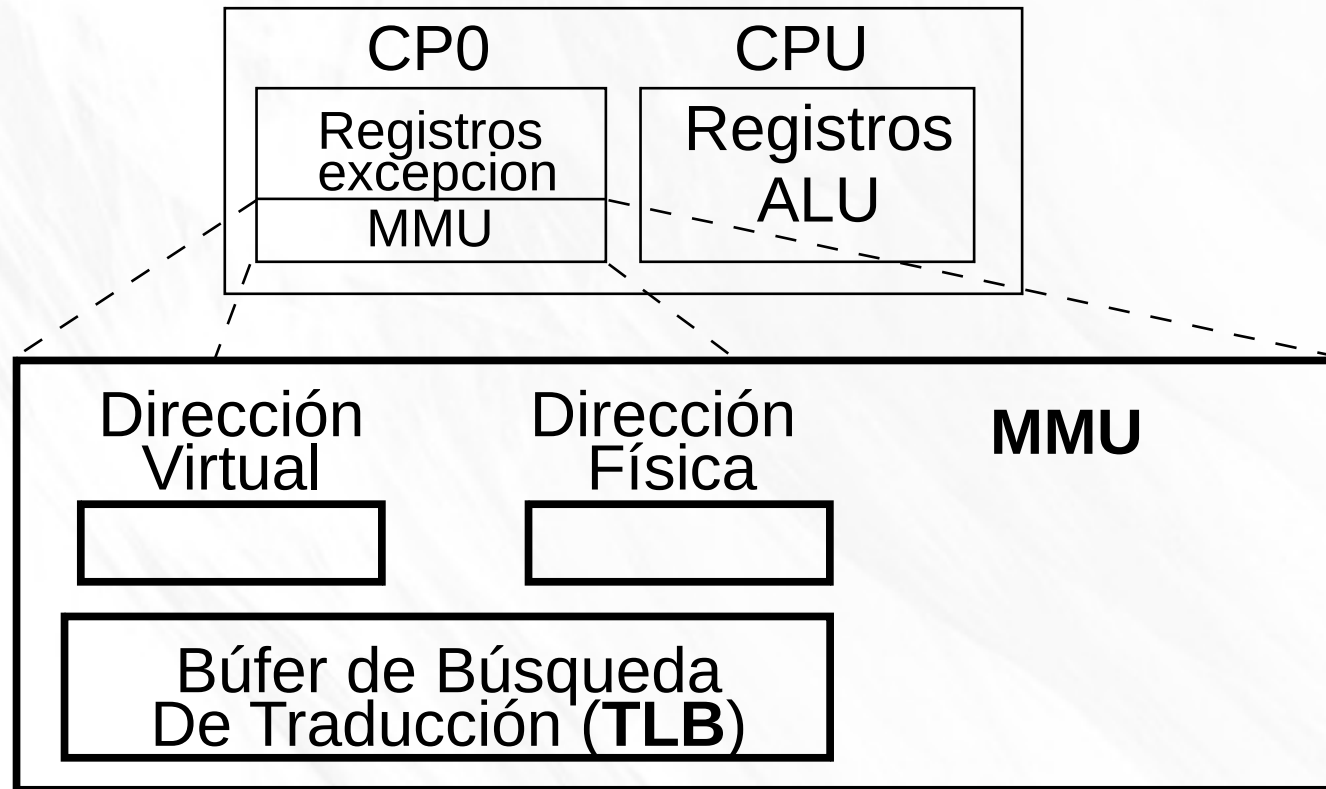 CP0
CPU
Registros
excepcion
MMU
Registros
ALU
Dirección
Virtual
Dirección
Física
MMU
Búfer de Búsqueda
De Traducción (TLB)